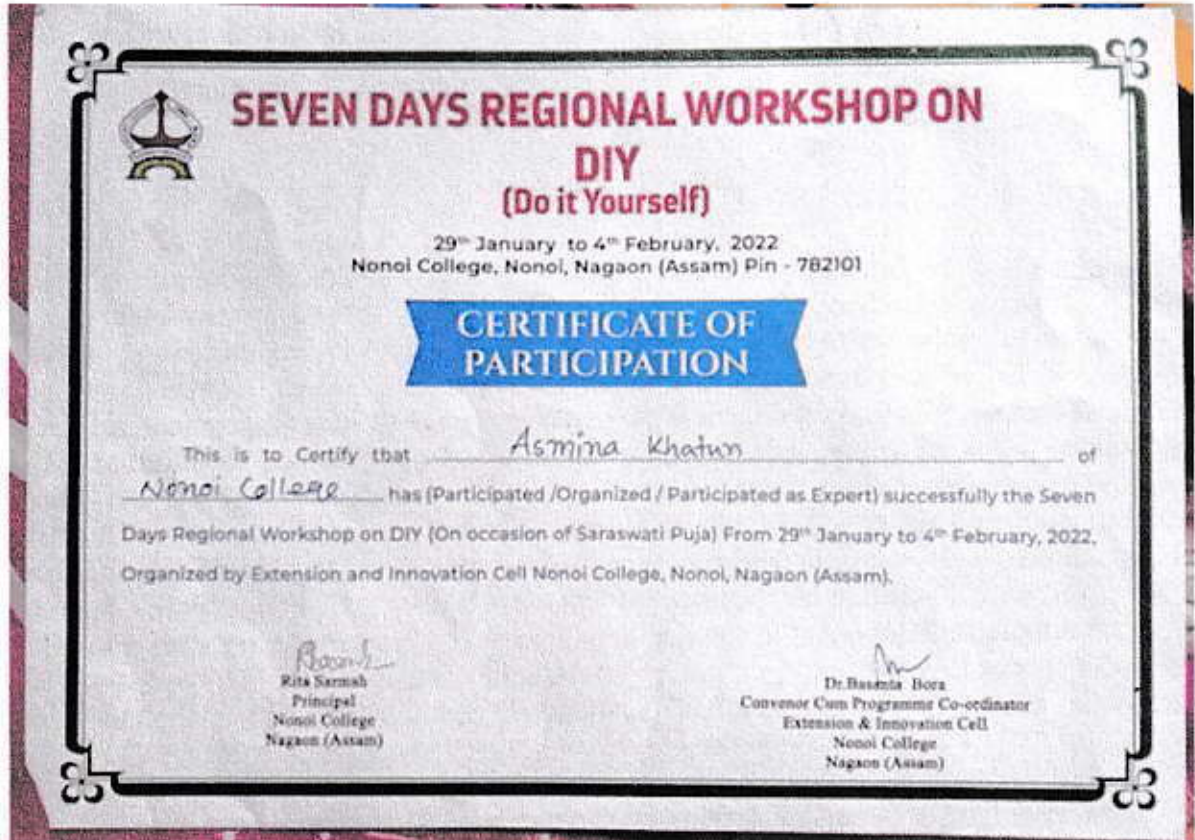 SEVEN DAYS REGIONAL WORKSHOP ON
DIY
(Do it Yourself)
29th January to 4th February, 2022
Nonoi College, Nonoi, Nagaon (Assam) Pin - 782101
CERTIFICATE OF
PARTICIPATION
This is to Certify that Asmina Khatun of
Nonoi College has (Participated /Organized / Participated as Expert) successfully the Seven
Days Regional Workshop on DIY (On occasion of Saraswati Puja) From 29th January to 4th February, 2022,
Organized by Extension and Innovation Cell Nonoi College, Nonoi, Nagaon (Assam).
Rita Sarmah
Principal
Nonoi College
Nagaon (Assam)
Dr.Basanta Bora
Convenor Cum Programme Co-ordinator
Extension & Innovation Cell
Nonoi College
Nagaon (Assam)